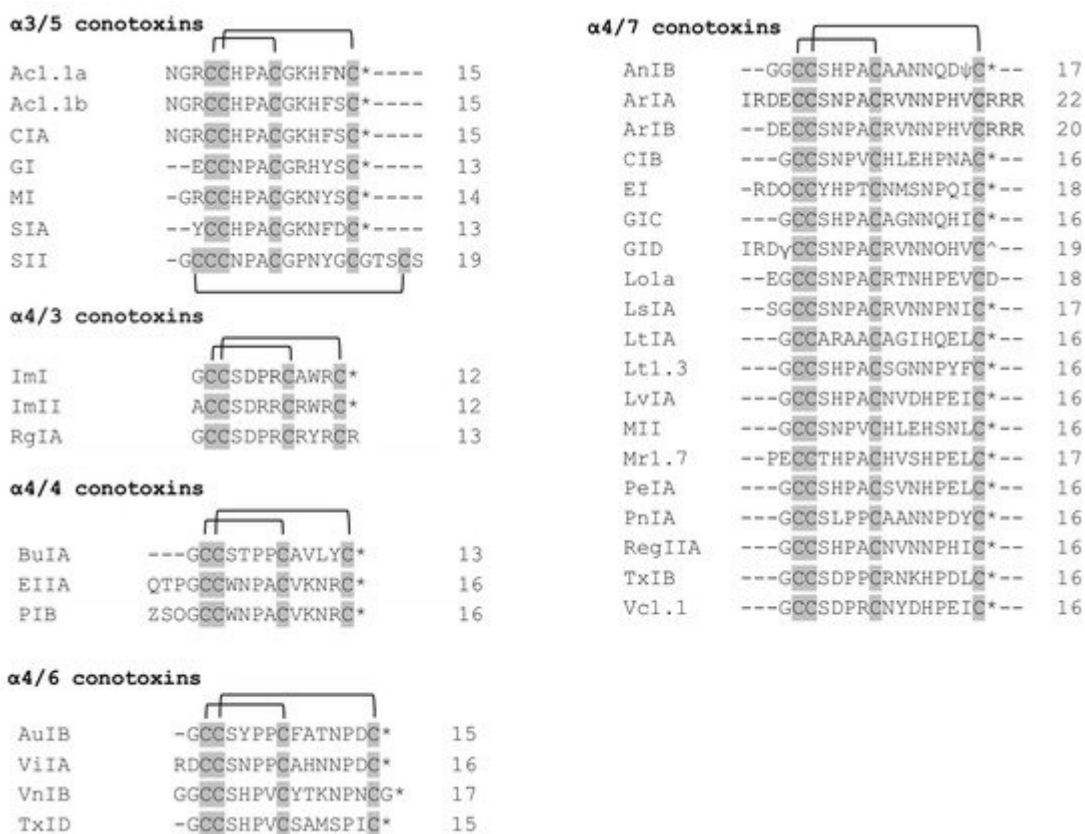 α3/5 conotoxins
Ac1.1a NGRCCHPACGKHFNC*---- 15
Ac1.1b NGRCCHPACGKHFSC*---- 15
CIA NGRCCHPACGKHFSC*---- 15
GI --ECCNPACGRHYSC*---- 13
MI -GRCCHPACGKNYSC*---- 14
SIA --YCCHPACGKNFDC*---- 13
SII -GCCCNPACGPNYGCGTSCS 19
α4/3 conotoxins
ImI GCCSDPRCAWRC* 12
ImII ACCSDRRCRWRC* 12
RgIA GCCSDPRCRYRCR 13
α4/4 conotoxins
BuIA ---GCCSTPPCAVLYC* 13
EIIA QTPGCCWNPACVKNRC* 16
PIB ZSOGCCWNPACVKNRC* 16
α4/6 conotoxins
AuIB -GCCSYPPCFATNPDC* 15
ViIA RDCCSNPPCAHNNPDC* 16
VnIB GGCCSHPVCYTKNPNCG* 17
TxID -GCCSHPVCSAMSPIC* 15
α4/7 conotoxins
AnIB --GGCCSHPACAANNQDψC*-- 17
ArIA IRDECCSNPACRVNNPHVCRRR 22
ArIB --DECCSNPACRVNNPHVCRRR 20
CIB ---GCCSNPVCHLEHPNAC*-- 16
EI -RDOCCYHPTCNMSNPQIC*-- 18
GIC ---GCCSHPACAGNNQHIC*-- 16
GID IRDγCCSNPACRVNNOHVC^-- 19
Lo1a --EGCCSNPACRTNHPEVCD-- 18
LsIA --SGCCSNPACRVNNPNIC*-- 17
LtIA ---GCCARAACAGIHQELC*-- 16
Lt1.3 ---GCCSHPACSGNNPYFC*-- 16
LvIA ---GCCSHPACNVDHPEIC*-- 16
MII ---GCCSNPVCHLEHSNLC*-- 16
Mr1.7 --PECCTHPACHVSHPELC*-- 17
PeIA ---GCCSHPACSVNHPELC*-- 16
PnIA ---GCCSLPPCAANNPDYC*-- 16
RegIIA ---GCCSHPACNVNNPHIC*-- 16
TxIB ---GCCSDPPCRNKHPDLC*-- 16
Vc1.1 ---GCCSDPRCNYDHPEIC*-- 16